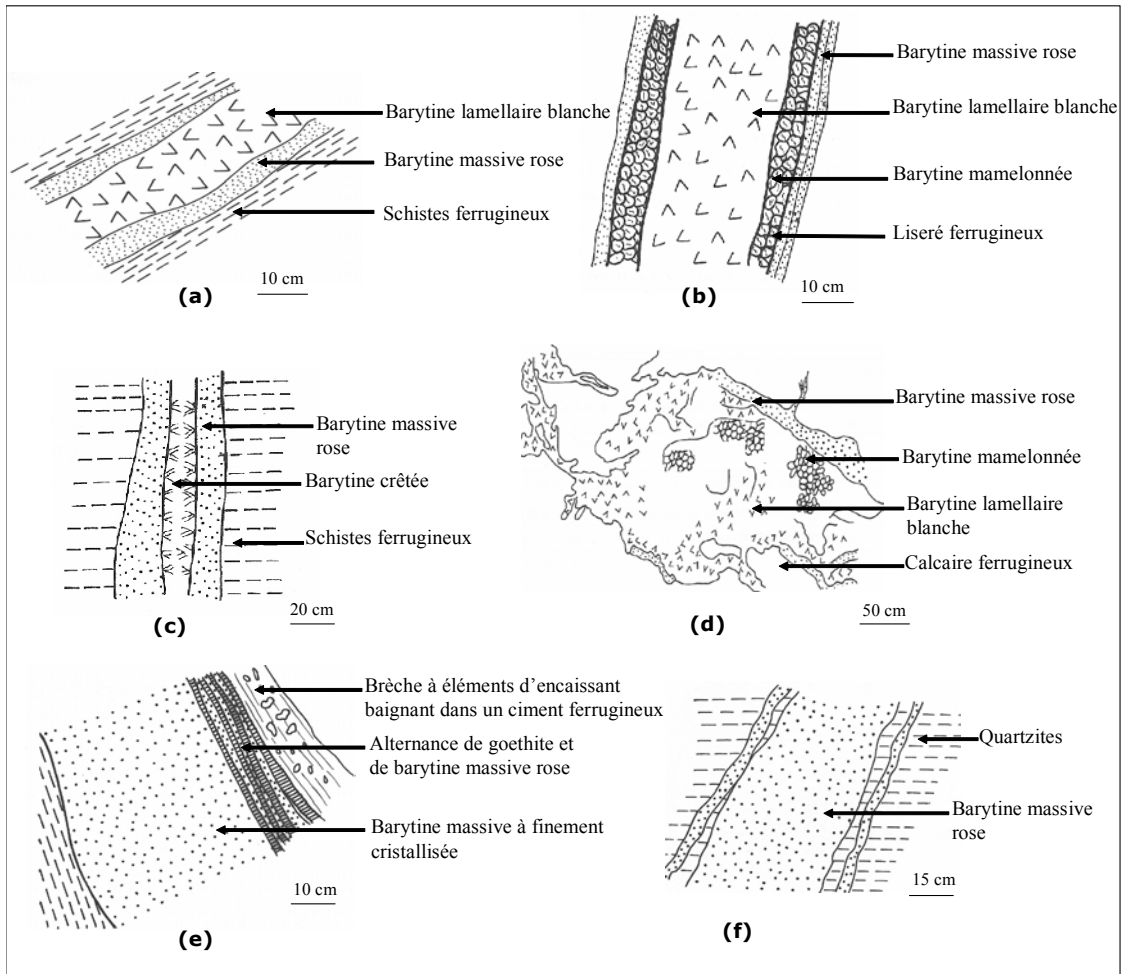 Barytine lamellaire blanche
Barytine massive rose
Schistes ferrugineux
10 cm
(a)
Barytine massive rose
Barytine lamellaire blanche
Barytine mamelonnée
Liseré ferrugineux
10 cm
(b)
Barytine massive
rose
Barytine crêtée
Schistes ferrugineux
20 cm
(c)
Barytine massive rose
Barytine mamelonnée
Barytine lamellaire
blanche
Calcaire ferrugineux
50 cm
(d)
Brèche à éléments d'encaissant
baignant dans un ciment ferrugineux
Alternance de goethite et
de barytine massive rose
Barytine massive à finement
cristallisée
10 cm
(e)
Quartzites
Barytine massive
rose
15 cm
(f)